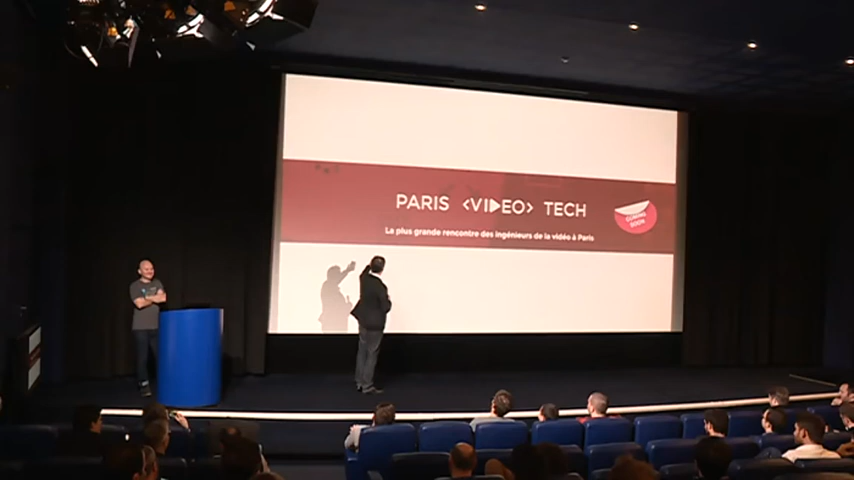 PARIS <VIDEO> TECH
COMING
SOON
La plus grande rencontre des ingénieurs de la vidéo à Paris